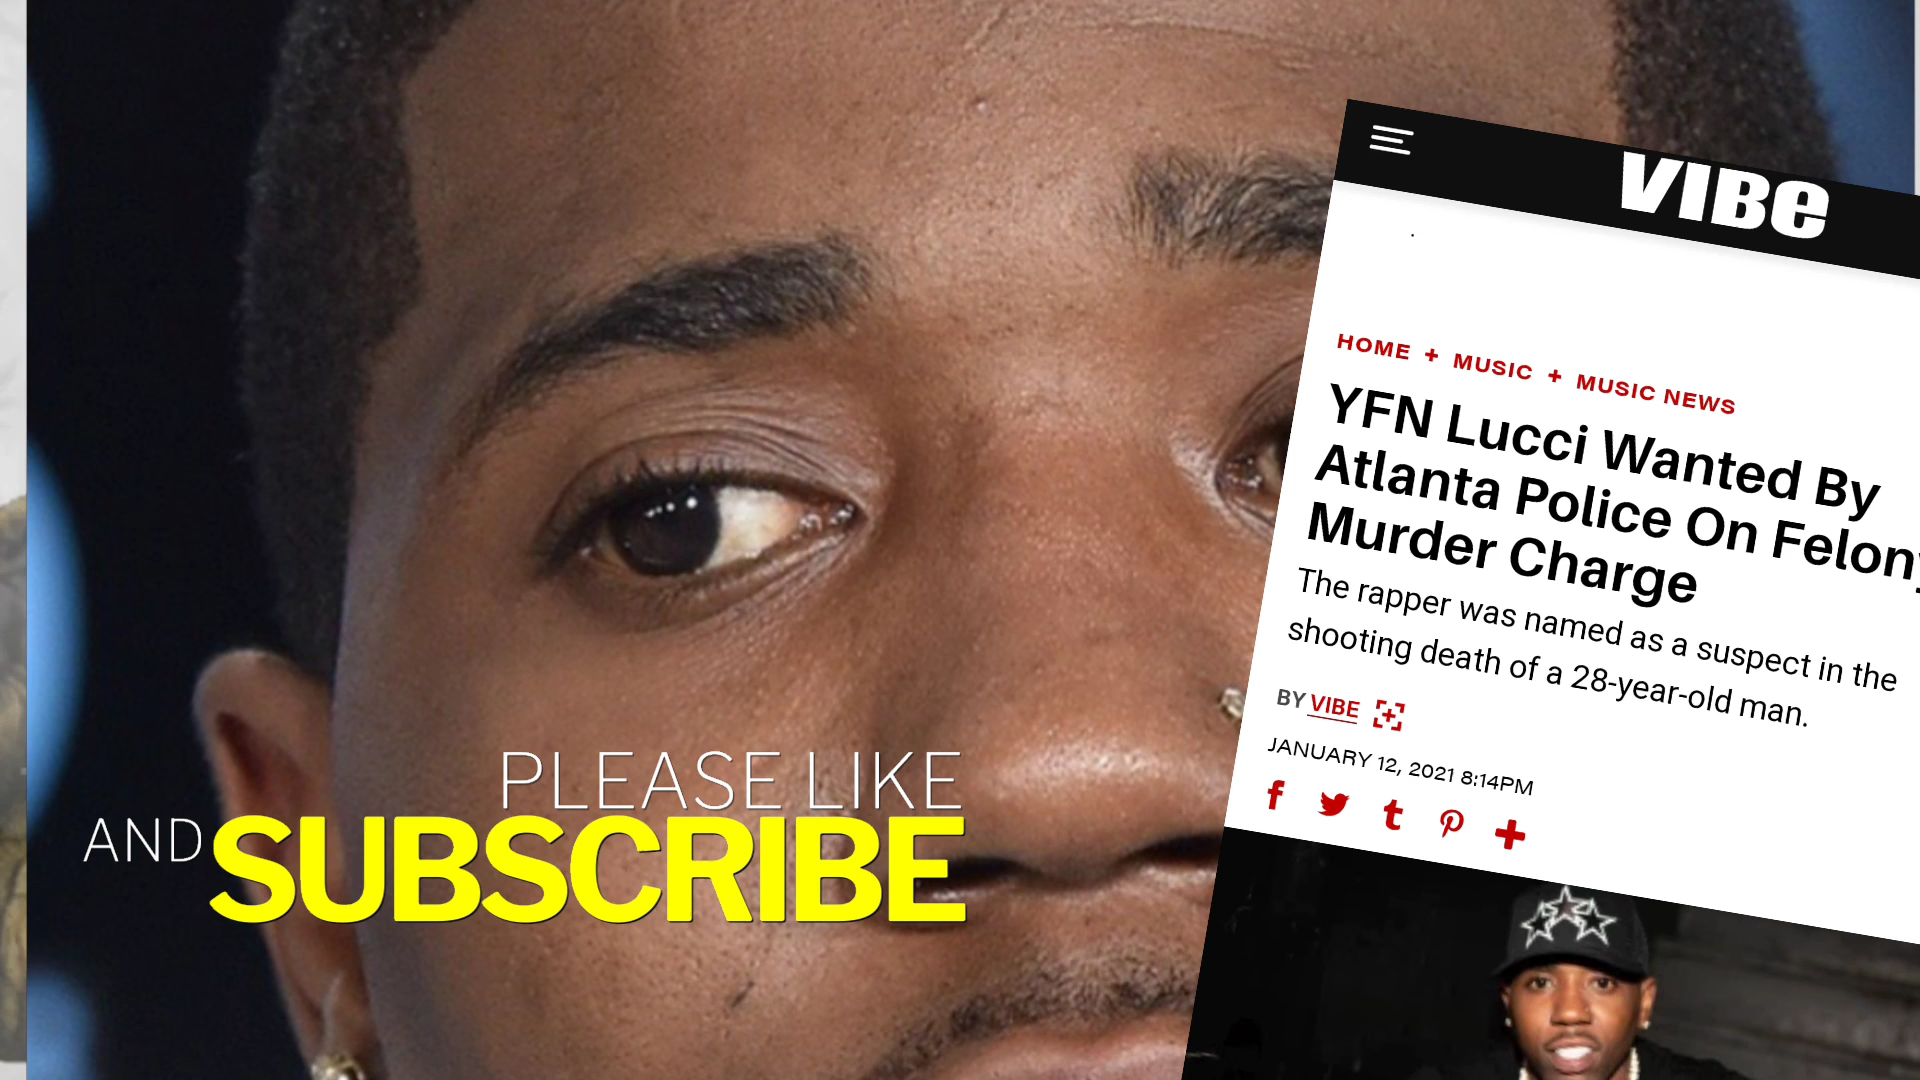 VIBE
HOME + MUSIC + MUSIC NEWS
YFN Lucci Wanted By
Atlanta Police On Felony
Murder Charge
The rapper was named as a suspect in the
shooting death of a 28-year-old man.
BY VIBE
JANUARY 12, 2021 8:14PM
PLEASE LIKE
AND SUBSCRIBE